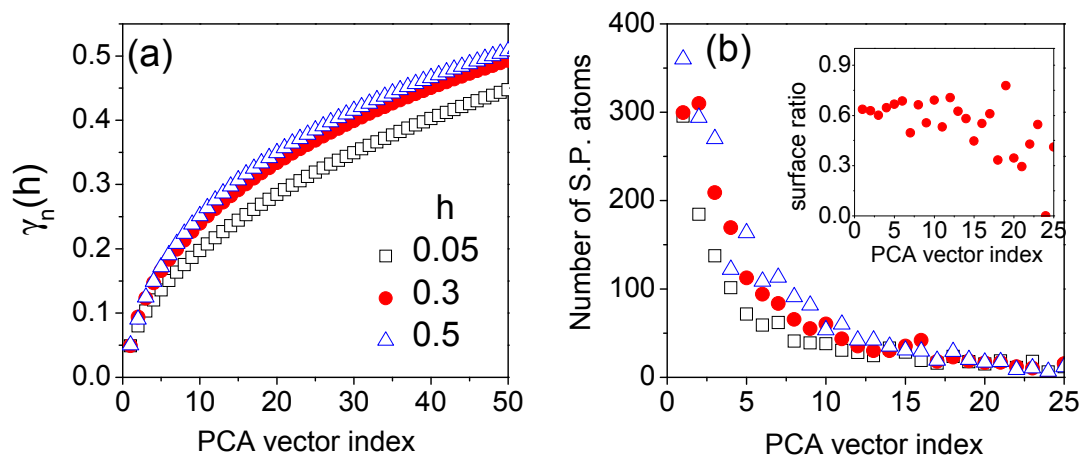 (a)
γn(h)
0.5
0.4
0.3
0.2
0.1
0.0
h
0.05
0.3
0.5
0 10 20 30 40 50
PCA vector index
(b)
Number of S.P. atoms
400
300
200
100
0
0 5 10 15 20 25
PCA vector index
surface ratio
0.9
0.6
0.3
0.0
0 5 10 15 20 25
PCA vector index